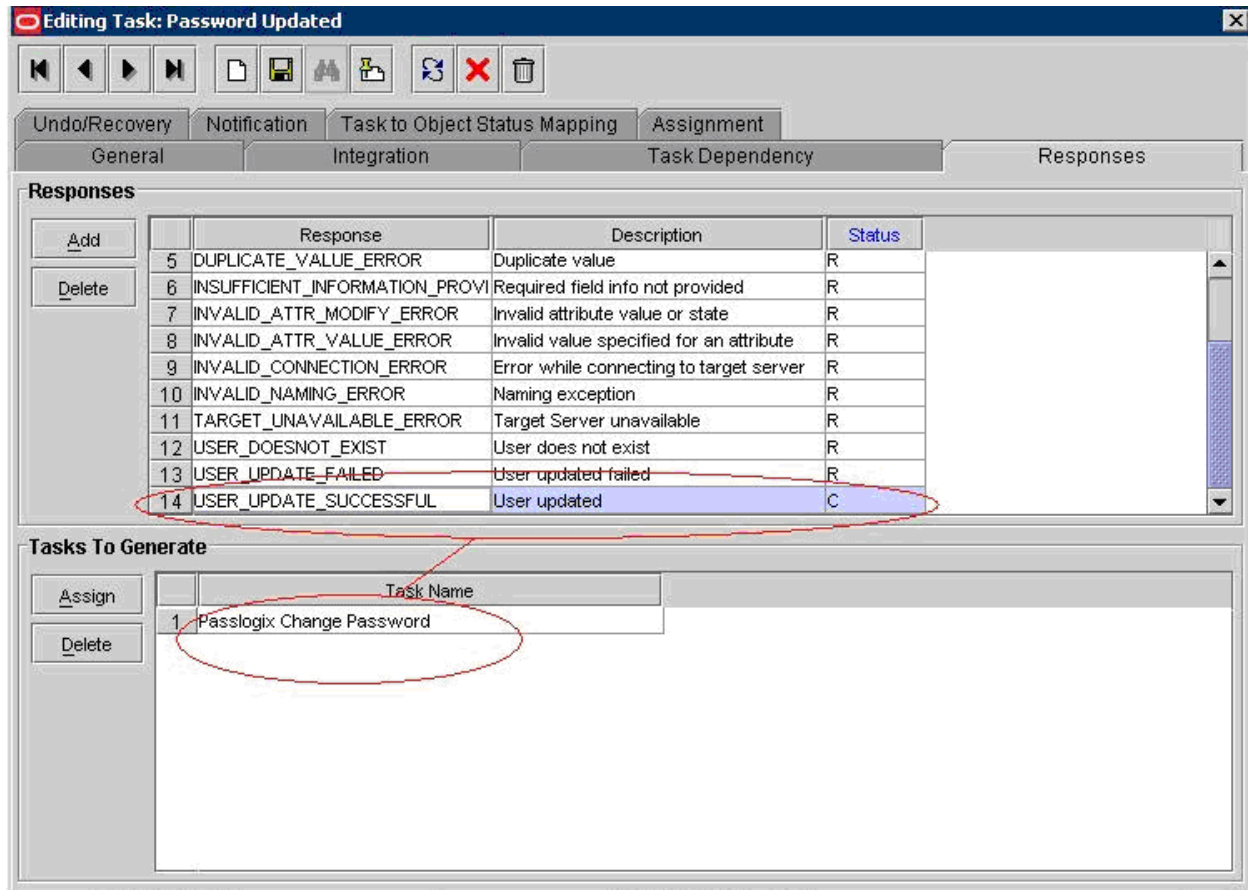 Editing Task: Password Updated
Undo/Recovery Notification Task to Object Status Mapping Assignment
General Integration Task Dependency Responses
Responses
Add
Delete
Response Description Status
5 DUPLICATE_VALUE_ERROR Duplicate value R
6 INSUFFICIENT_INFORMATION_PROVI Required field info not provided R
7 INVALID_ATTR_MODIFY_ERROR Invalid attribute value or state R
8 INVALID_ATTR_VALUE_ERROR Invalid value specified for an attribute R
9 INVALID_CONNECTION_ERROR Error while connecting to target server R
10 INVALID_NAMING_ERROR Naming exception R
11 TARGET_UNAVAILABLE_ERROR Target Server unavailable R
12 USER_DOESNOT_EXIST User does not exist R
13 USER_UPDATE_FAILED User updated failed R
14 USER_UPDATE_SUCCESSFUL User updated C
Tasks To Generate
Assign
Delete
Task Name
1 Passlogix Change Password